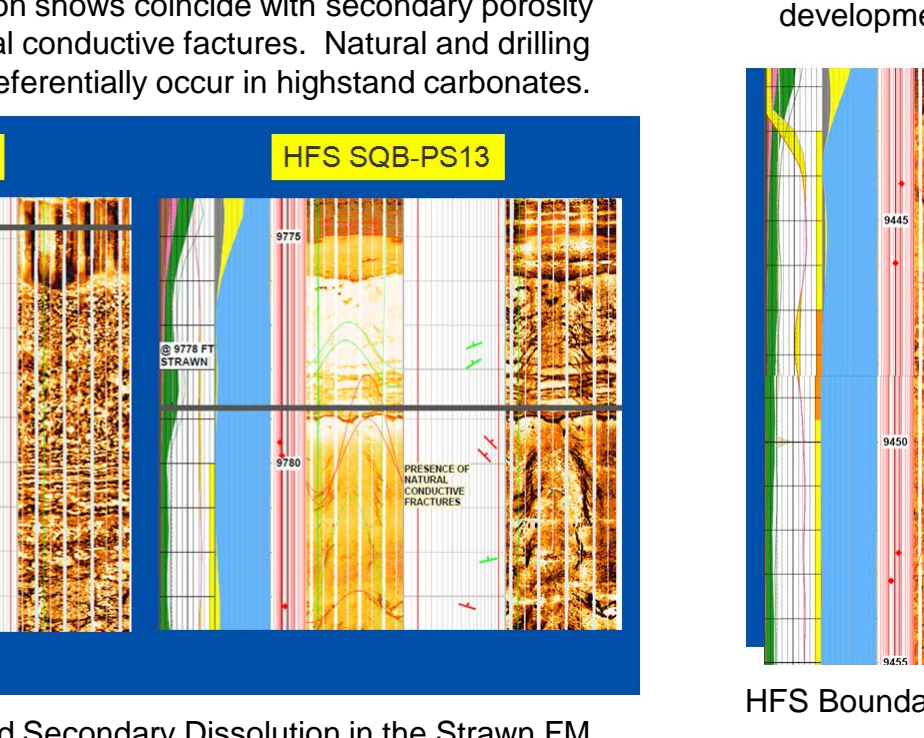 on shows coincide with secondary porosity
al conductive factures. Natural and drilling
eferentially occur in highstand carbonates.
HFS SQB-PS13
9775
@ 9778 FT
STRAWN
9780
PRESENCE OF
NATURAL
CONDUCTIVE
FRACTURES
d Secondary Dissolution in the Strawn FM
developme
9445
9450
9455
HFS Bounda